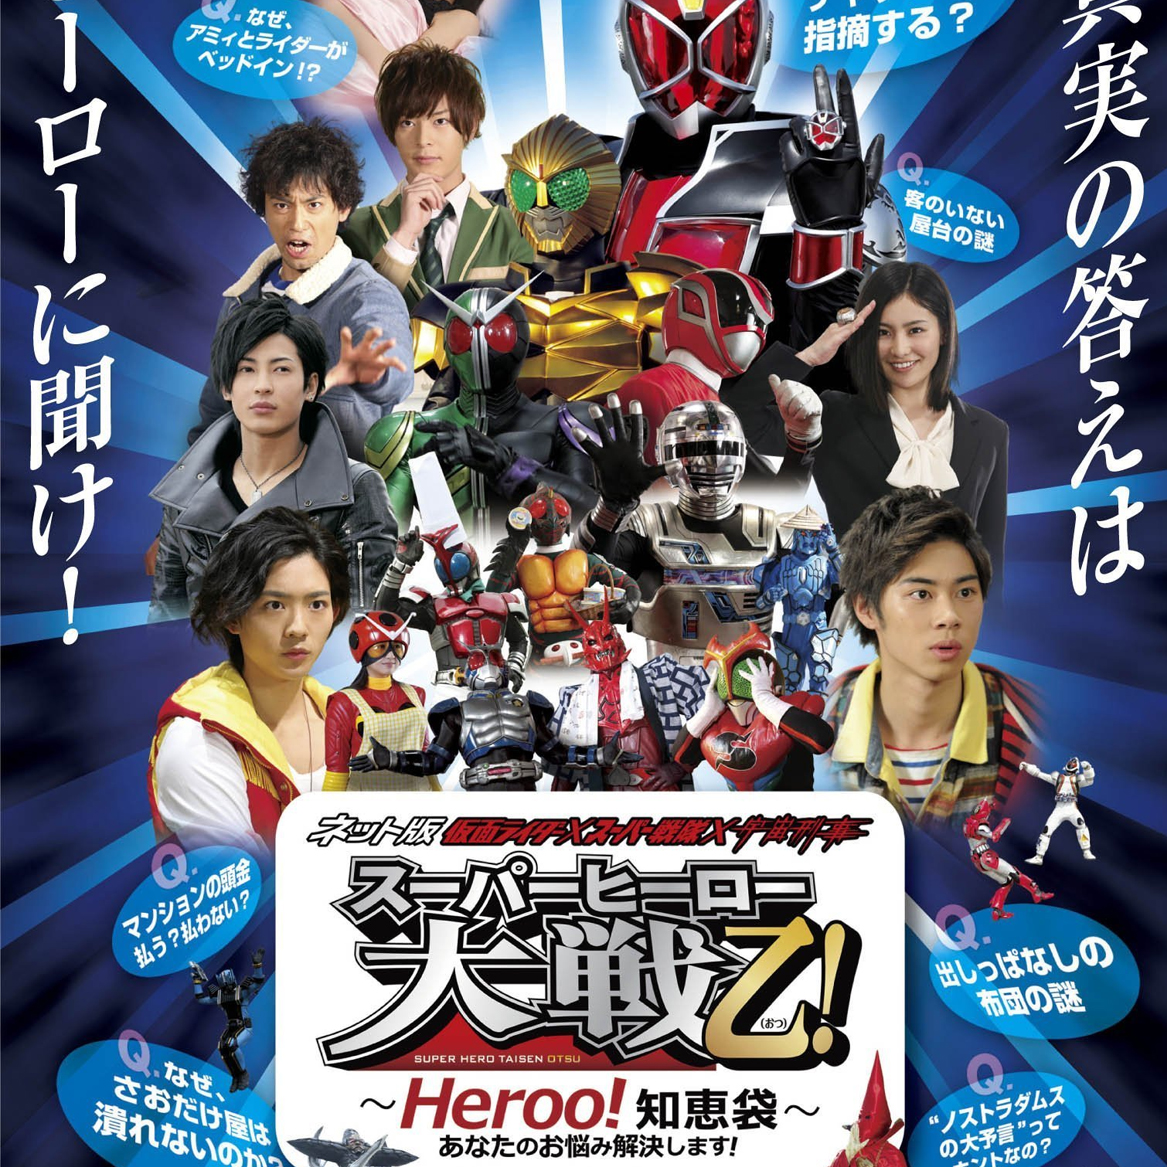 真実の答えは
ーローに聞け!
Q.
なぜ、
アミィとライダーが
ベッドイン!?
指摘する?
Q.
客のいない
屋台の謎
ネット版 仮面ライダー×スーパー戦隊×宇宙刑事
スーパーヒーロー
大戦乙!
(おつ)
SUPER HERO TAISEN OTSU
〜Heroo!知恵袋〜
あなたのお悩み解決します!
Q.
マンションの頭金
払う?払わない?
Q.
なぜ、
さおだけ屋は
潰れないのか?
Q.
出しっぱなしの
布団の謎
Q.
“ノストラダムス
の大予言”って
ホントなの?